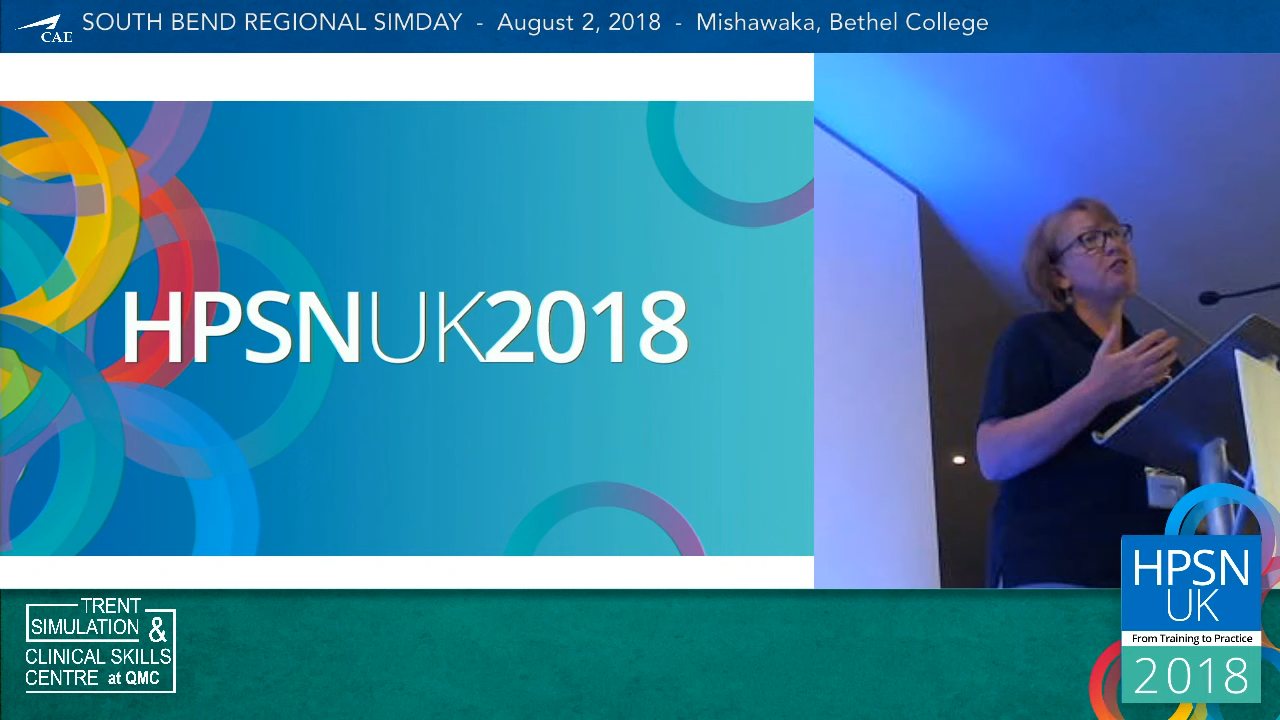 CAE SOUTH BEND REGIONAL SIMDAY - August 2, 2018 - Mishawaka, Bethel College
HPSNUK2018
TRENT
SIMULATION &
CLINICAL SKILLS
CENTRE at QMC
HPSN
UK
From Training to Practice
2018